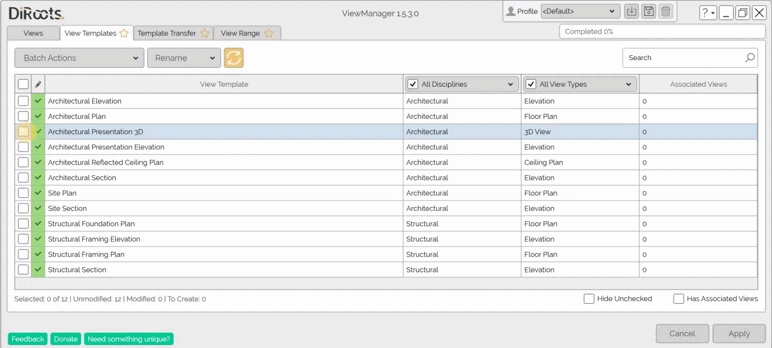 DiRoots. ViewManager 1.5.3.0 Profile <Default> ?
Completed 0%
Views View Templates Template Transfer View Range
Batch Actions Rename Search
View Template All Disciplines All View Types Associated Views
Architectural Elevation Architectural Elevation 0
Architectural Plan Architectural Floor Plan 0
Architectural Presentation 3D Architectural 3D View 0
Architectural Presentation Elevation Architectural Elevation 0
Architectural Reflected Ceiling Plan Architectural Ceiling Plan 0
Architectural Section Architectural Elevation 0
Site Plan Architectural Floor Plan 0
Site Section Architectural Elevation 0
Structural Foundation Plan Structural Floor Plan 0
Structural Framing Elevation Structural Elevation 0
Structural Framing Plan Structural Floor Plan 0
Structural Section Structural Elevation 0
Selected: 0 of 12 | Unmodified: 12 | Modified: 0 | To Create: 0 Hide Unchecked Has Associated Views
Feedback Donate Need something unique? Cancel Apply